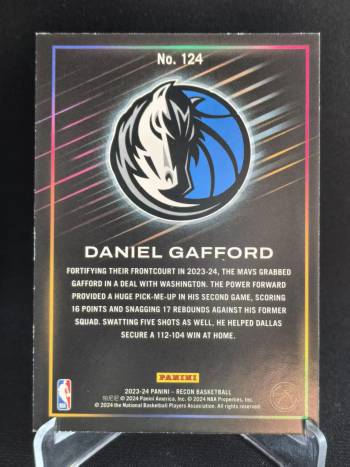 No. 124
DANIEL GAFFORD
FORTIFYING THEIR FRONTCOURT IN 2023-24, THE MAVS GRABBED
GAFFORD IN A DEAL WITH WASHINGTON. THE POWER FORWARD
PROVIDED A HUGE PICK-ME-UP IN HIS SECOND GAME, SCORING
16 POINTS AND SNAGGING 17 REBOUNDS AGAINST HIS FORMER
SQUAD. SWATTING FIVE SHOTS AS WELL, HE HELPED DALLAS
SECURE A 112-104 WIN AT HOME.
PANINI
2023-24 PANINI - RECON BASKETBALL
帕尼尼 © 2024 Panini America, Inc. © 2024 NBA Properties, Inc.
© 2024 the National Basketball Players Association. All rights reserved.
NBA